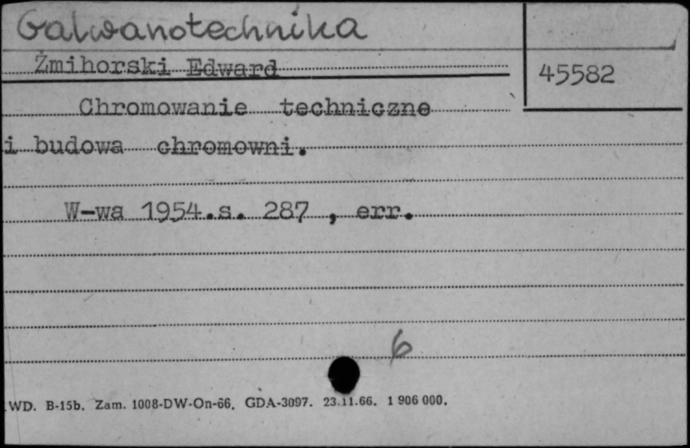 Galwanotechnika
Żmihorski Edward
45582
Chromowanie techniczne
i budowa chromowni.
W-wa 1954.s. 287 , err.
6
WD. B-15b. Zam. 1008-DW-On-66. GDA-3097. 23.11.66. 1 906 000.